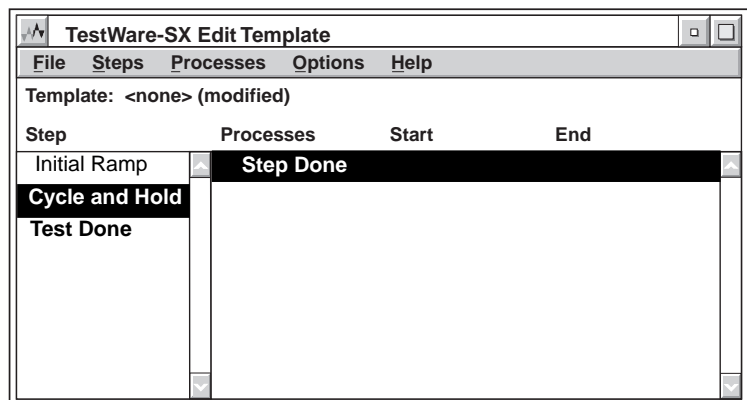 TestWare-SX Edit Template
File Steps Processes Options Help
Template: <none> (modified)
Step Processes Start End
Initial Ramp Step Done
Cycle and Hold
Test Done